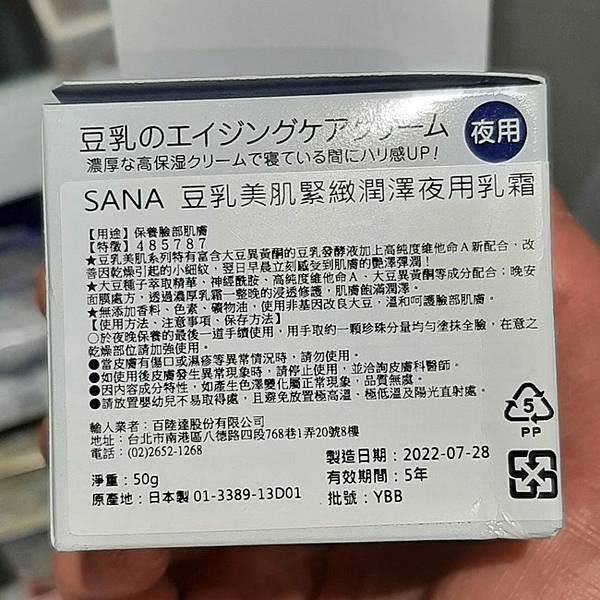 豆乳のエイジングケアクリーム 夜用
濃厚な高保湿クリームで寝ている間にハリ感UP!
SANA 豆乳美肌緊緻潤澤夜用乳霜
【用途】保養臉部肌膚
【特徵】485787
★豆乳美肌系列特有富含大豆異黃酮的豆乳發酵液加上高純度維他命A新配合,改
善因乾燥引起的小細紋,翌日早晨立刻感受到肌膚的艷澤彈潤!
★大豆種子萃取精華、神經醯胺、高純度維他命A、大豆異黃酮等成分配合;晚安
面膜處方,透過濃厚乳霜一整晚的浸透修護,肌膚飽滿潤澤。
★無添加香料、色素、礦物油,使用非基因改良大豆,溫和呵護臉部肌膚。
【使用方法、注意事項、保存方法】
○於夜晚保養的最後一道手續使用,用手取約一顆珍珠分量均勻塗抹全臉,在意之
乾燥部位請加強使用。
●當皮膚有傷口或濕疹等異常情況時,請勿使用。
●如使用後皮膚發生異常現象時,請停止使用,並洽詢皮膚科醫師。
●因內容成分特性,如產生色澤變化屬正常現象,品質無慮。
●請放置嬰幼兒不易取得處,且避免放置極高溫、極低溫及陽光直射處。
輸入業者:百陸達股份有限公司
地址:台北市南港區八德路四段768巷1弄20號8樓
電話:(02)2652-1268
淨重:50g
原產地:日本製 01-3389-13D01
製造日期:2022-07-28
有效期間:5年
批號:YBB
5
PP